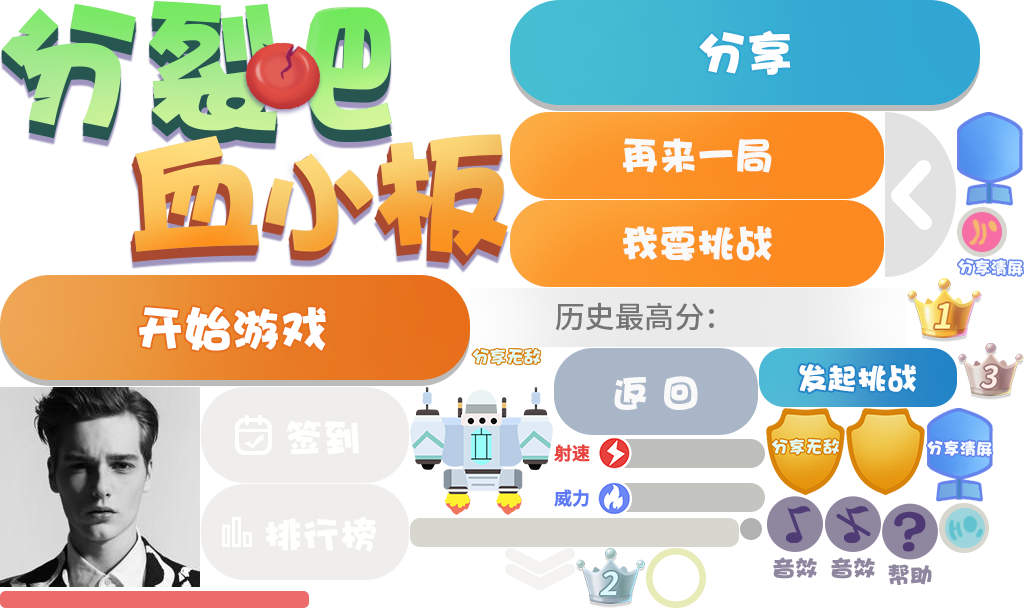 分裂吧
血小板
分享
再来一局
我要挑战
分享清屏
开始游戏
历史最高分：
1
分享无敌
返回
发起挑战
3
签到
射速
分享无敌
分享清屏
威力
排行榜
音效
音效
?
帮助
2